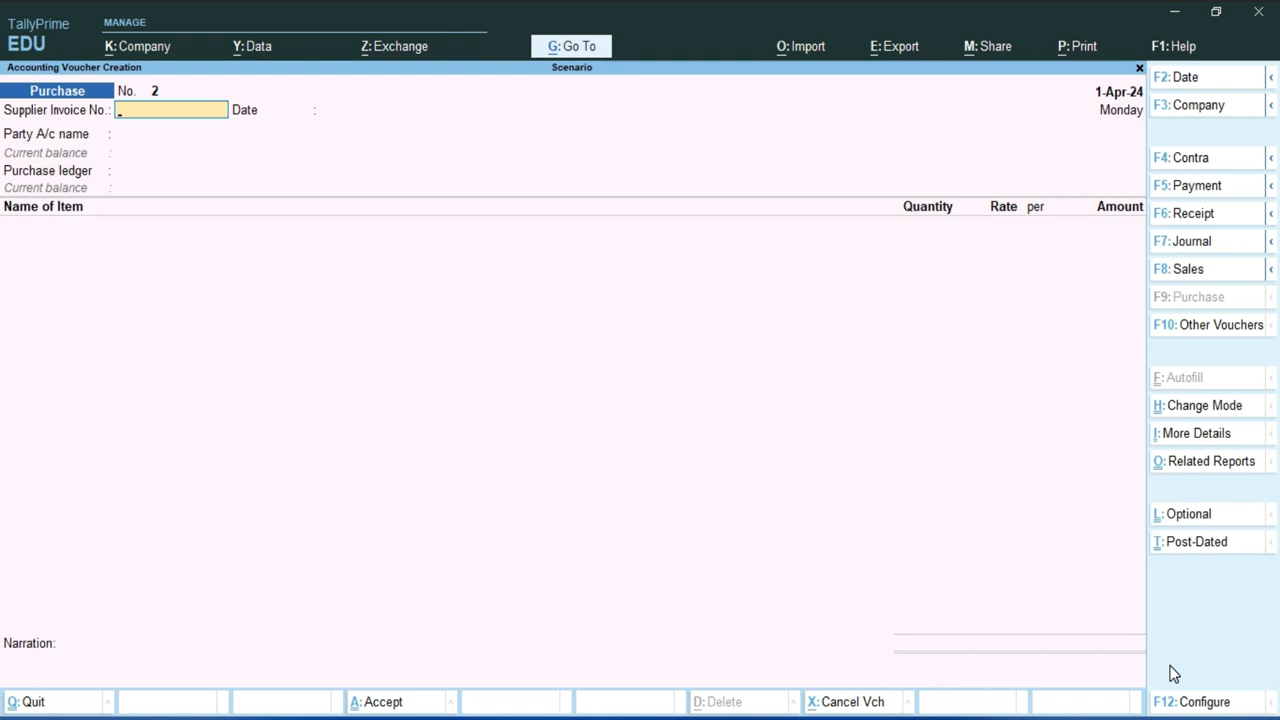 TallyPrime
EDU
MANAGE
K: Company
Y: Data
Z: Exchange
G: Go To
O: Import
E: Export
M: Share
P: Print
F1: Help
Accounting Voucher Creation
Scenario
x
Purchase No. 2
1-Apr-24
Supplier Invoice No.:
Date :
Monday
Party A/c name :
Current balance :
Purchase ledger :
Current balance :
Name of Item
Quantity
Rate per
Amount
Narration:
F2: Date
F3: Company
F4: Contra
F5: Payment
F6: Receipt
F7: Journal
F8: Sales
F9: Purchase
F10: Other Vouchers
F: Autofill
H: Change Mode
I: More Details
O: Related Reports
L: Optional
T: Post-Dated
Q: Quit
A: Accept
D: Delete
X: Cancel Vch
F12: Configure